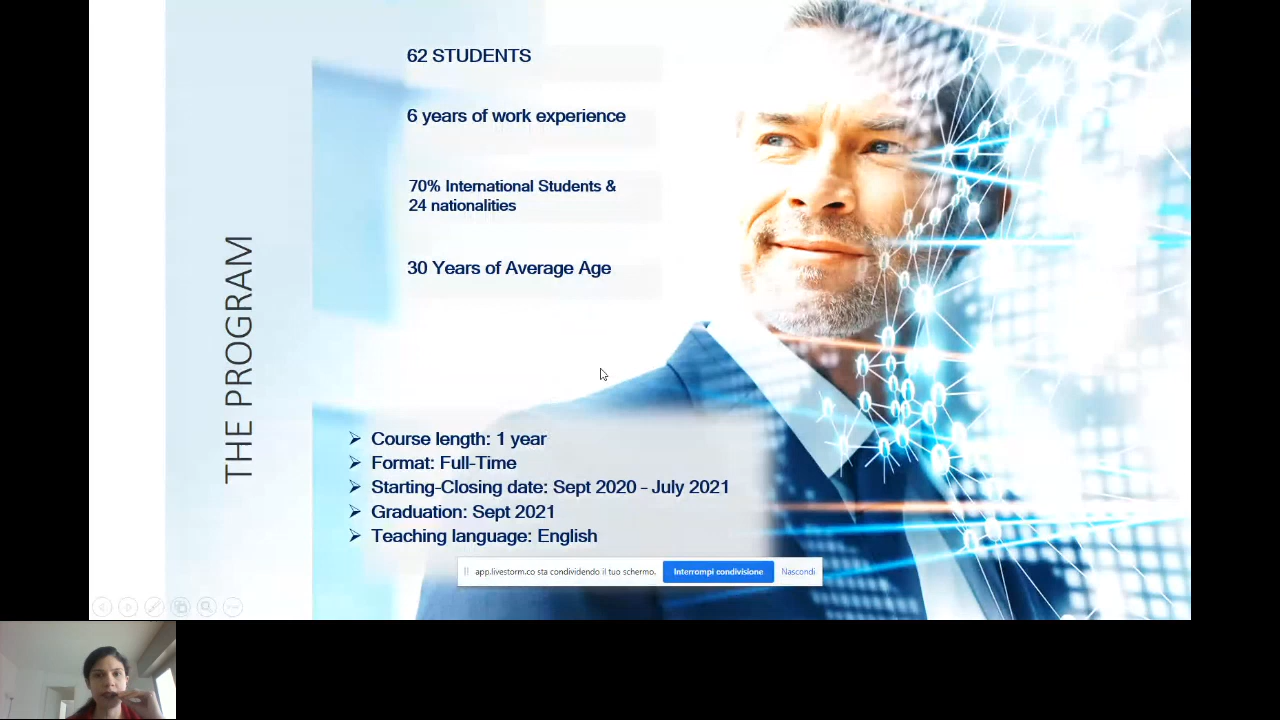 THE PROGRAM
62 STUDENTS
6 years of work experience
70% International Students &
24 nationalities
30 Years of Average Age
Course length: 1 year
Format: Full-Time
Starting-Closing date: Sept 2020 – July 2021
Graduation: Sept 2021
Teaching language: English
app.livestorm.co sta condividendo il tuo schermo. Interrompi condivisione Nascondi